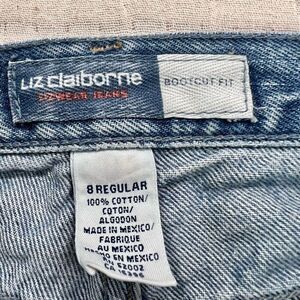 liz claiborne
LIZWEAR JEANS
BOOTCUT FIT
8 REGULAR
100% COTTON/
COTON/
ALGODON
MADE IN MEXICO/
FABRIQUE
AU MEXICO
HECHO EN MEXICO
RN 52002
CA